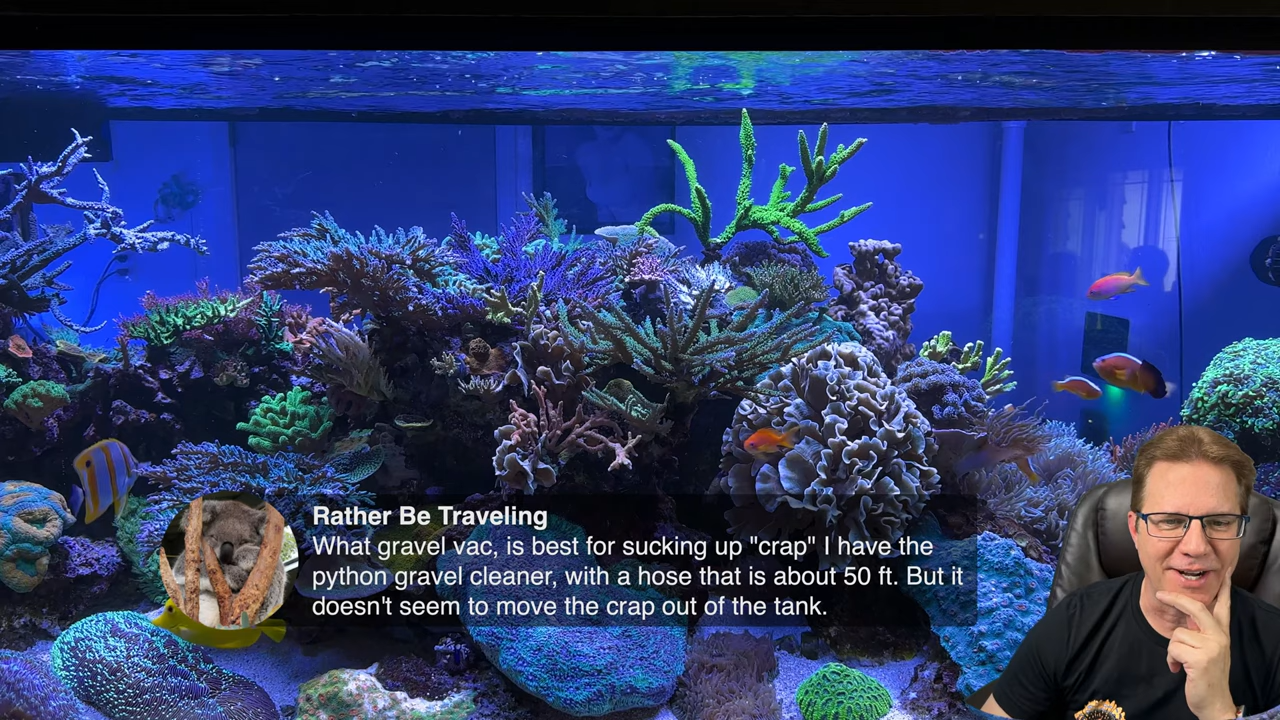 Rather Be Traveling
What gravel vac, is best for sucking up "crap" I have the
python gravel cleaner, with a hose that is about 50 ft. But it
doesn't seem to move the crap out of the tank.